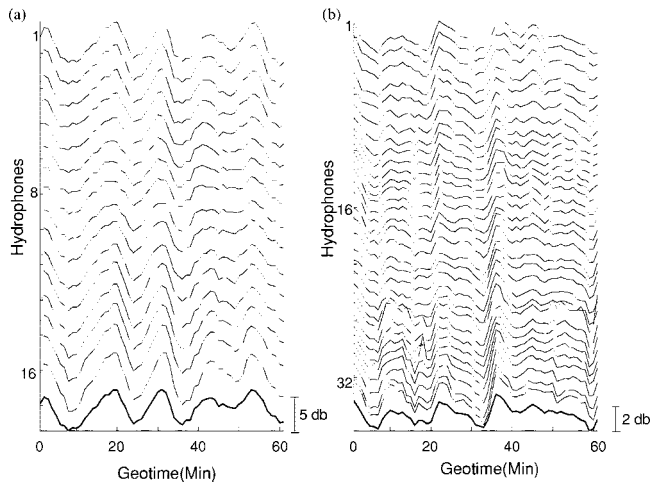 (a)
1
8
16
Hydrophones
0
20
40
60
5 db
Geotime(Min)
(b)
1
16
32
Hydrophones
0
20
40
60
2 db
Geotime(Min)